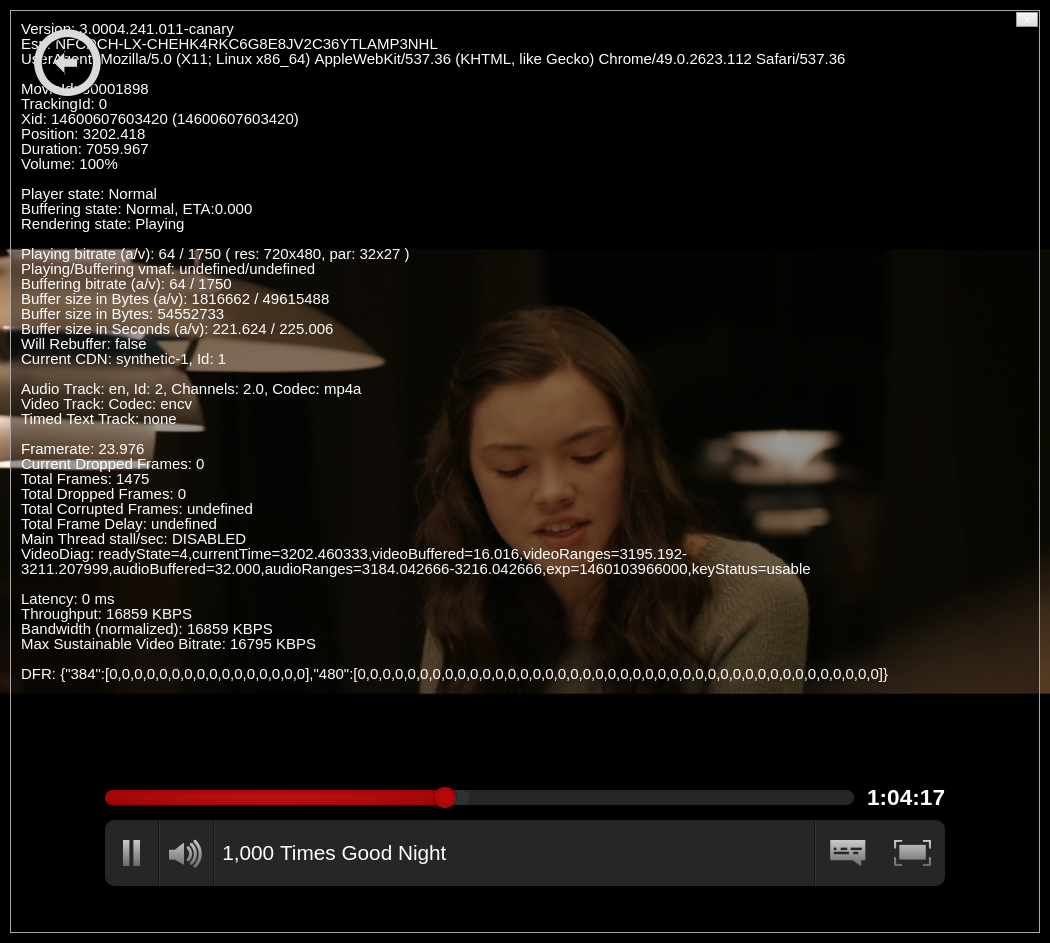 Version: 3.0004.241.011-canary
Esn: NFCDCH-LX-CHEHK4RKC6G8E8JV2C36YTLAMP3NHL
UserAgent: Mozilla/5.0 (X11; Linux x86_64) AppleWebKit/537.36 (KHTML, like Gecko) Chrome/49.0.2623.112 Safari/537.36
MovieId: 80001898
TrackingId: 0
Xid: 14600607603420 (14600607603420)
Position: 3202.418
Duration: 7059.967
Volume: 100%
Player state: Normal
Buffering state: Normal, ETA:0.000
Rendering state: Playing
Playing bitrate (a/v): 64 / 1750 ( res: 720x480, par: 32x27 )
Playing/Buffering vmaf: undefined/undefined
Buffering bitrate (a/v): 64 / 1750
Buffer size in Bytes (a/v): 1816662 / 49615488
Buffer size in Bytes: 54552733
Buffer size in Seconds (a/v): 221.624 / 225.006
Will Rebuffer: false
Current CDN: synthetic-1, Id: 1
Audio Track: en, Id: 2, Channels: 2.0, Codec: mp4a
Video Track: Codec: encv
Timed Text Track: none
Framerate: 23.976
Current Dropped Frames: 0
Total Frames: 1475
Total Dropped Frames: 0
Total Corrupted Frames: undefined
Total Frame Delay: undefined
Main Thread stall/sec: DISABLED
VideoDiag: readyState=4,currentTime=3202.460333,videoBuffered=16.016,videoRanges=3195.192-
3211.207999,audioBuffered=32.000,audioRanges=3184.042666-3216.042666,exp=1460103966000,keyStatus=usable
Latency: 0 ms
Throughput: 16859 KBPS
Bandwidth (normalized): 16859 KBPS
Max Sustainable Video Bitrate: 16795 KBPS
DFR: {"384":[0,0,0,0,0,0,0,0,0,0,0,0,0,0,0,0],"480":[0,0,0,0,0,0,0,0,0,0,0,0,0,0,0,0,0,0,0,0,0,0,0,0,0,0,0,0,0,0,0,0,0,0,0,0,0,0,0,0,0,0]}
1:04:17
1,000 Times Good Night